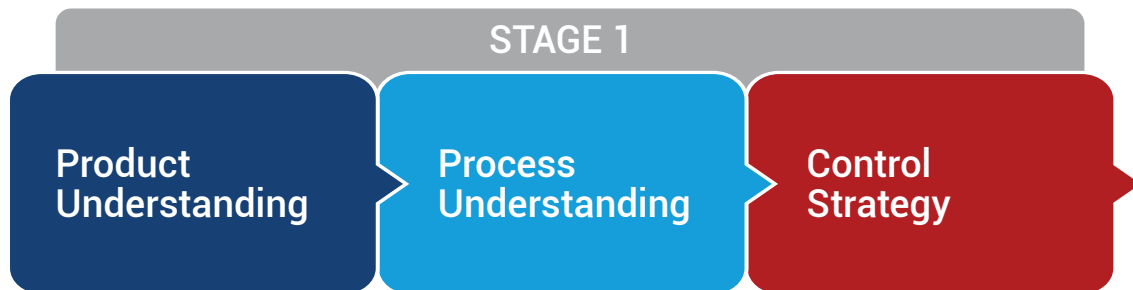 STAGE 1
Product
Understanding
Process
Understanding
Control
Strategy